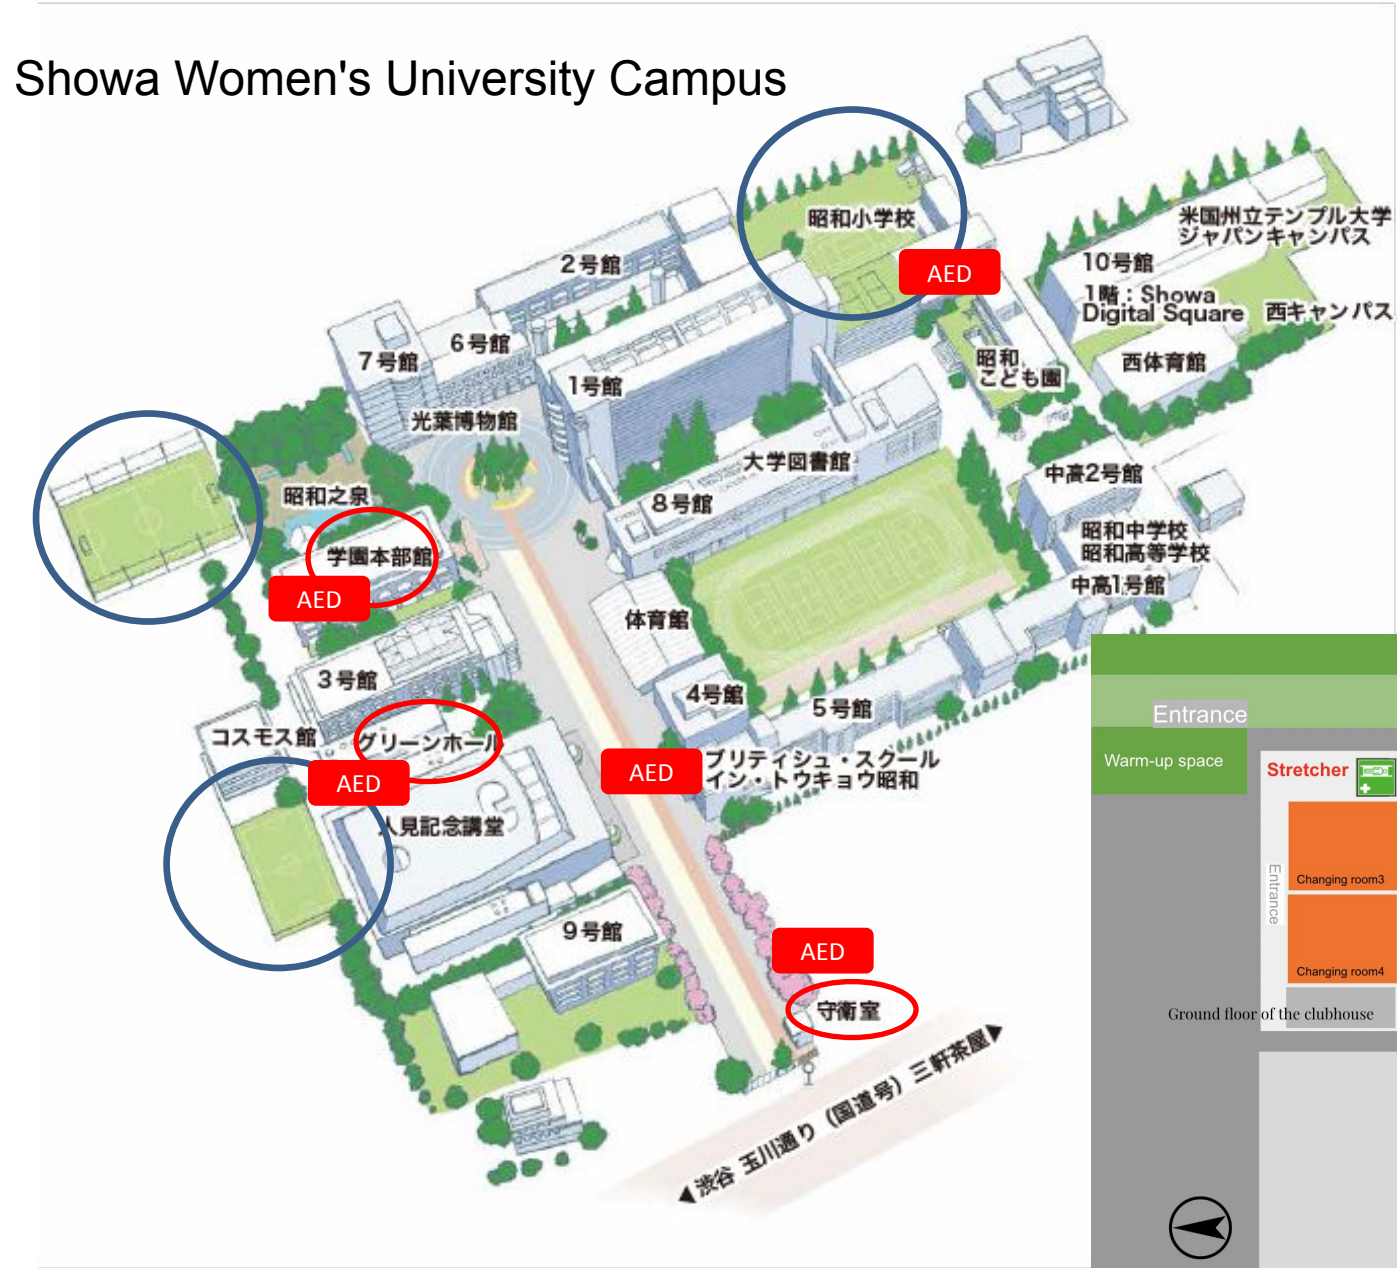 Showa Women's University Campus
昭和小学校
AED
米国州立テンプル大学
ジャパンキャンパス
2号館
10号館
1階：Showa
Digital Square
西キャンパス
6号館
7号館
昭和
こども園
西体育館
1号館
光葉博物館
大学図書館
中高2号館
昭和之泉
8号館
昭和中学校
昭和高等学校
学園本部館
中高1号館
AED
体育館
3号館
4号館
5号館
コスモス館
グリーンホール
AED
AED
ブリティシュ・スクール
イン・トウキョウ昭和
人見記念講堂
9号館
AED
守衛室
◀渋谷 玉川通り（国道号）三軒茶屋▶
Entrance
Warm-up space
Stretcher
Changing room3
Entrance
Changing room4
Ground floor of the clubhouse